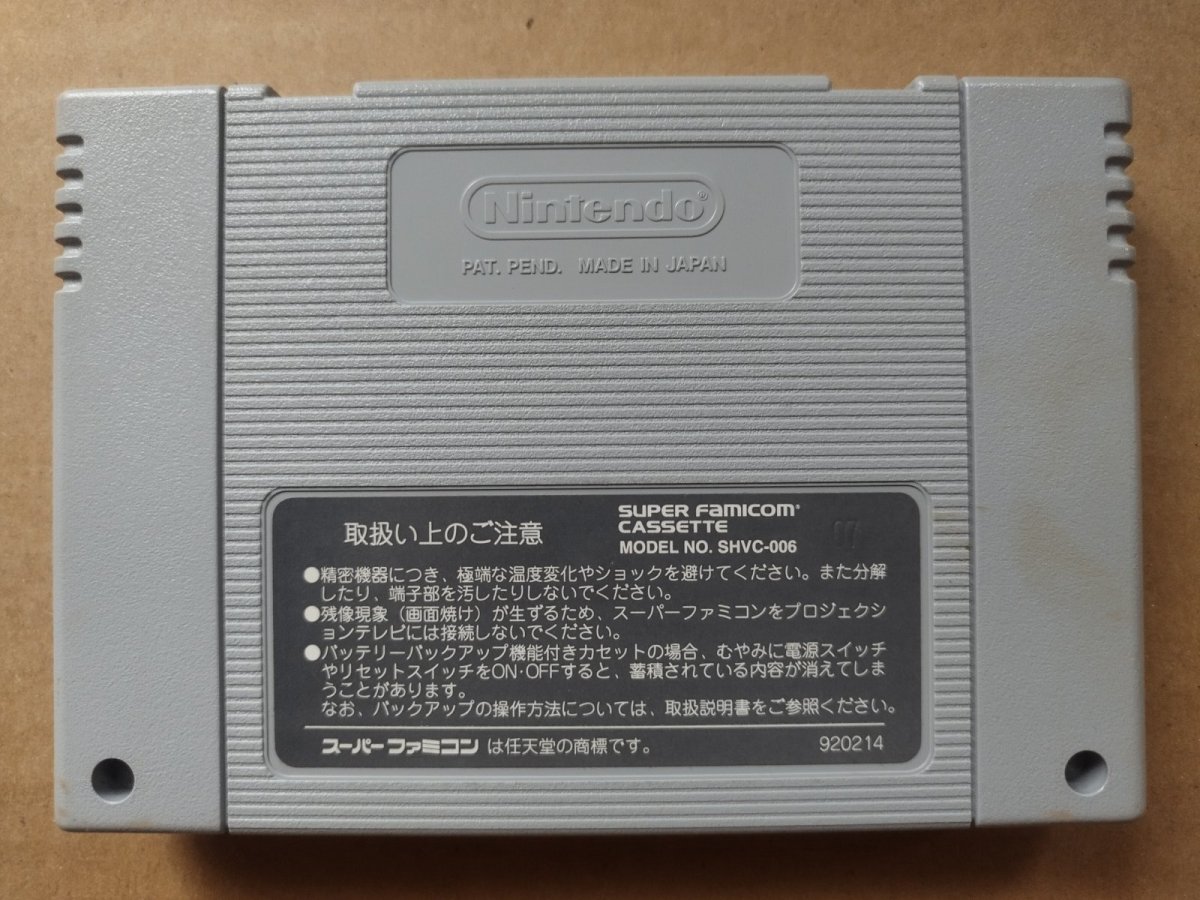 Nintendo®
PAT. PEND. MADE IN JAPAN
取扱い上のご注意
SUPER FAMICOM®
CASSETTE
MODEL NO. SHVC-006
07
●精密機器につき、極端な温度変化やショックを避けてください。また分解
したり、端子部を汚したりしないでください。
●残像現象(画面焼け)が生ずるため、スーパーファミコンをプロジェクシ
ョンテレビには接続しないでください。
●バッテリーバックアップ機能付きカセットの場合、むやみに電源スイッチ
やリセットスイッチをON・OFFすると、蓄積されている内容が消えてしま
うことがあります。
なお、バックアップの操作方法については、取扱説明書をご参照ください。
スーパーファミコン は任天堂の商標です。
920214